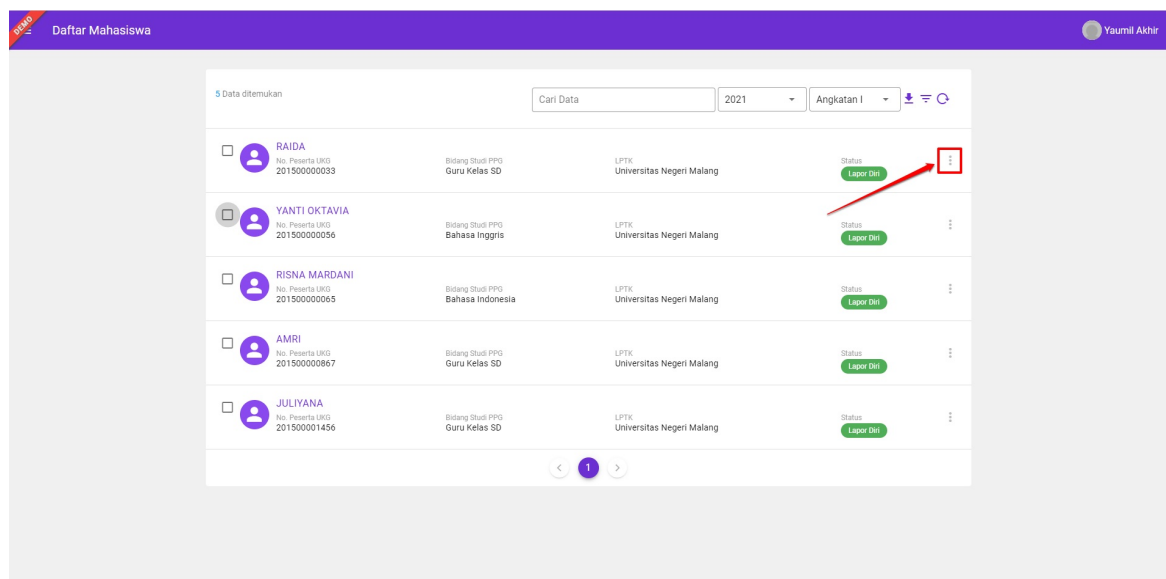 DEMO
Daftar Mahasiswa
Yaumil Akhir
5 Data ditemukan
Cari Data
2021
Angkatan I
RAIDA
No. Peserta UKG Bidang Studi PPG LPTK Status
201500000033 Guru Kelas SD Universitas Negeri Malang Lapor Diri
YANTI OKTAVIA
No. Peserta UKG Bidang Studi PPG LPTK Status
201500000056 Bahasa Inggris Universitas Negeri Malang Lapor Diri
RISNA MARDANI
No. Peserta UKG Bidang Studi PPG LPTK Status
201500000065 Bahasa Indonesia Universitas Negeri Malang Lapor Diri
AMRI
No. Peserta UKG Bidang Studi PPG LPTK Status
201500000867 Guru Kelas SD Universitas Negeri Malang Lapor Diri
JULIYANA
No. Peserta UKG Bidang Studi PPG LPTK Status
201500001456 Guru Kelas SD Universitas Negeri Malang Lapor Diri
1